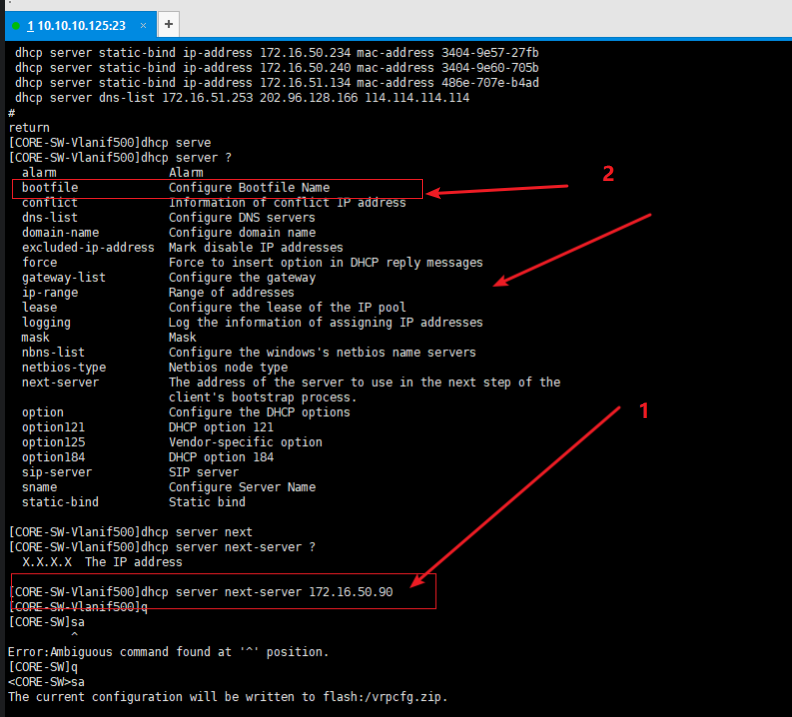 1 10.10.10.125:23 × +
dhcp server static-bind ip-address 172.16.50.234 mac-address 3404-9e57-27fb
dhcp server static-bind ip-address 172.16.50.240 mac-address 3404-9e60-705b
dhcp server static-bind ip-address 172.16.51.134 mac-address 486e-707e-b4ad
dhcp server dns-list 172.16.51.253 202.96.128.166 114.114.114.114
#
return
[CORE-SW-Vlanif500]dhcp serve
[CORE-SW-Vlanif500]dhcp server ?
alarm Alarm
2
bootfile Configure Bootfile Name
conflict Information of conflict IP address
dns-list Configure DNS servers
domain-name Configure domain name
excluded-ip-address Mark disable IP addresses
force Force to insert option in DHCP reply messages
gateway-list Configure the gateway
ip-range Range of addresses
lease Configure the lease of the IP pool
logging Log the information of assigning IP addresses
mask Mask
nbns-list Configure the windows's netbios name servers
netbios-type Netbios node type
next-server The address of the server to use in the next step of the
client's bootstrap process.
1
option Configure the DHCP options
option121 DHCP option 121
option125 Vendor-specific option
option184 DHCP option 184
sip-server SIP server
sname Configure Server Name
static-bind Static bind
[CORE-SW-Vlanif500]dhcp server next
[CORE-SW-Vlanif500]dhcp server next-server ?
X.X.X.X The IP address
[CORE-SW-Vlanif500]dhcp server next-server 172.16.50.90
[CORE-SW-Vlanif500]q
[CORE-SW]sa
^
Error:Ambiguous command found at '^' position.
[CORE-SW]q
<CORE-SW>sa
The current configuration will be written to flash:/vrpcfg.zip.